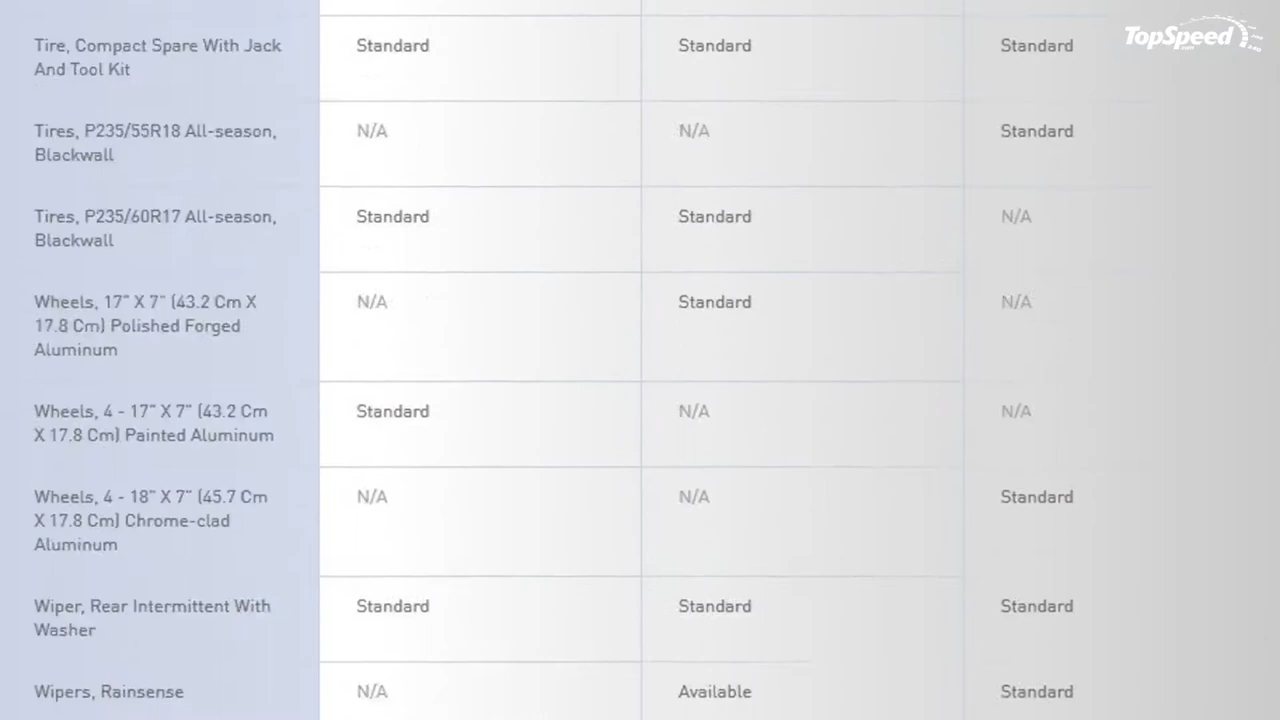 Tire, Compact Spare With Jack
And Tool Kit
Standard
Standard
Standard
TopSpeed
.com
Tires, P235/55R18 All-season,
Blackwall
N/A
N/A
Standard
Tires, P235/60R17 All-season,
Blackwall
Standard
Standard
N/A
Wheels, 17" X 7" (43.2 Cm X
17.8 Cm) Polished Forged
Aluminum
N/A
Standard
N/A
Wheels, 4 - 17" X 7" (43.2 Cm
X 17.8 Cm) Painted Aluminum
Standard
N/A
N/A
Wheels, 4 - 18" X 7" (45.7 Cm
X 17.8 Cm) Chrome-clad
Aluminum
N/A
N/A
Standard
Wiper, Rear Intermittent With
Washer
Standard
Standard
Standard
Wipers, Rainsense
N/A
Available
Standard